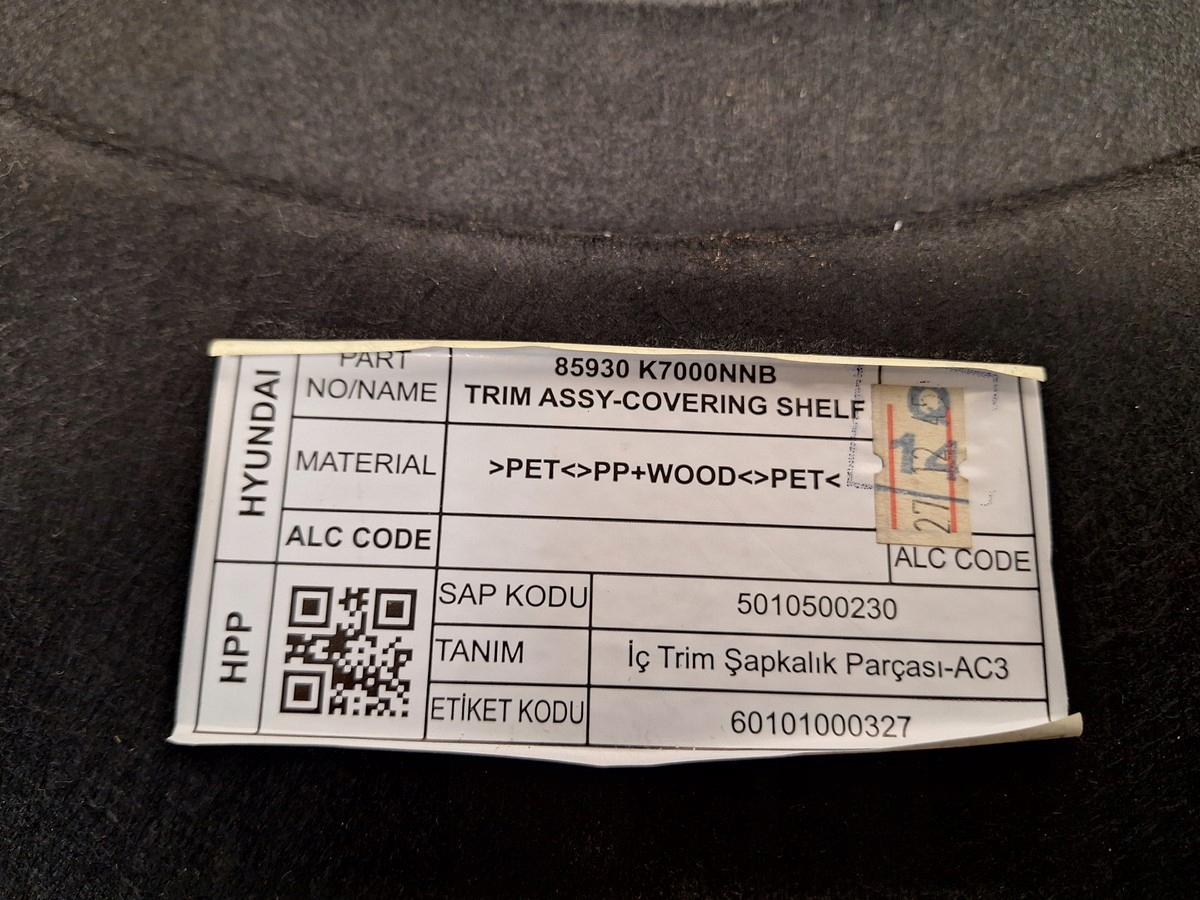 HYUNDAI
PART
NO/NAME
85930 K7000NNB
TRIM ASSY-COVERING SHELF
MATERIAL
>PET<>PP+WOOD<>PET<
ALC CODE
ALC CODE
HPP
SAP KODU
5010500230
TANIM
İç Trim Şapkalık Parçası-AC3
ETİKET KODU
60101000327